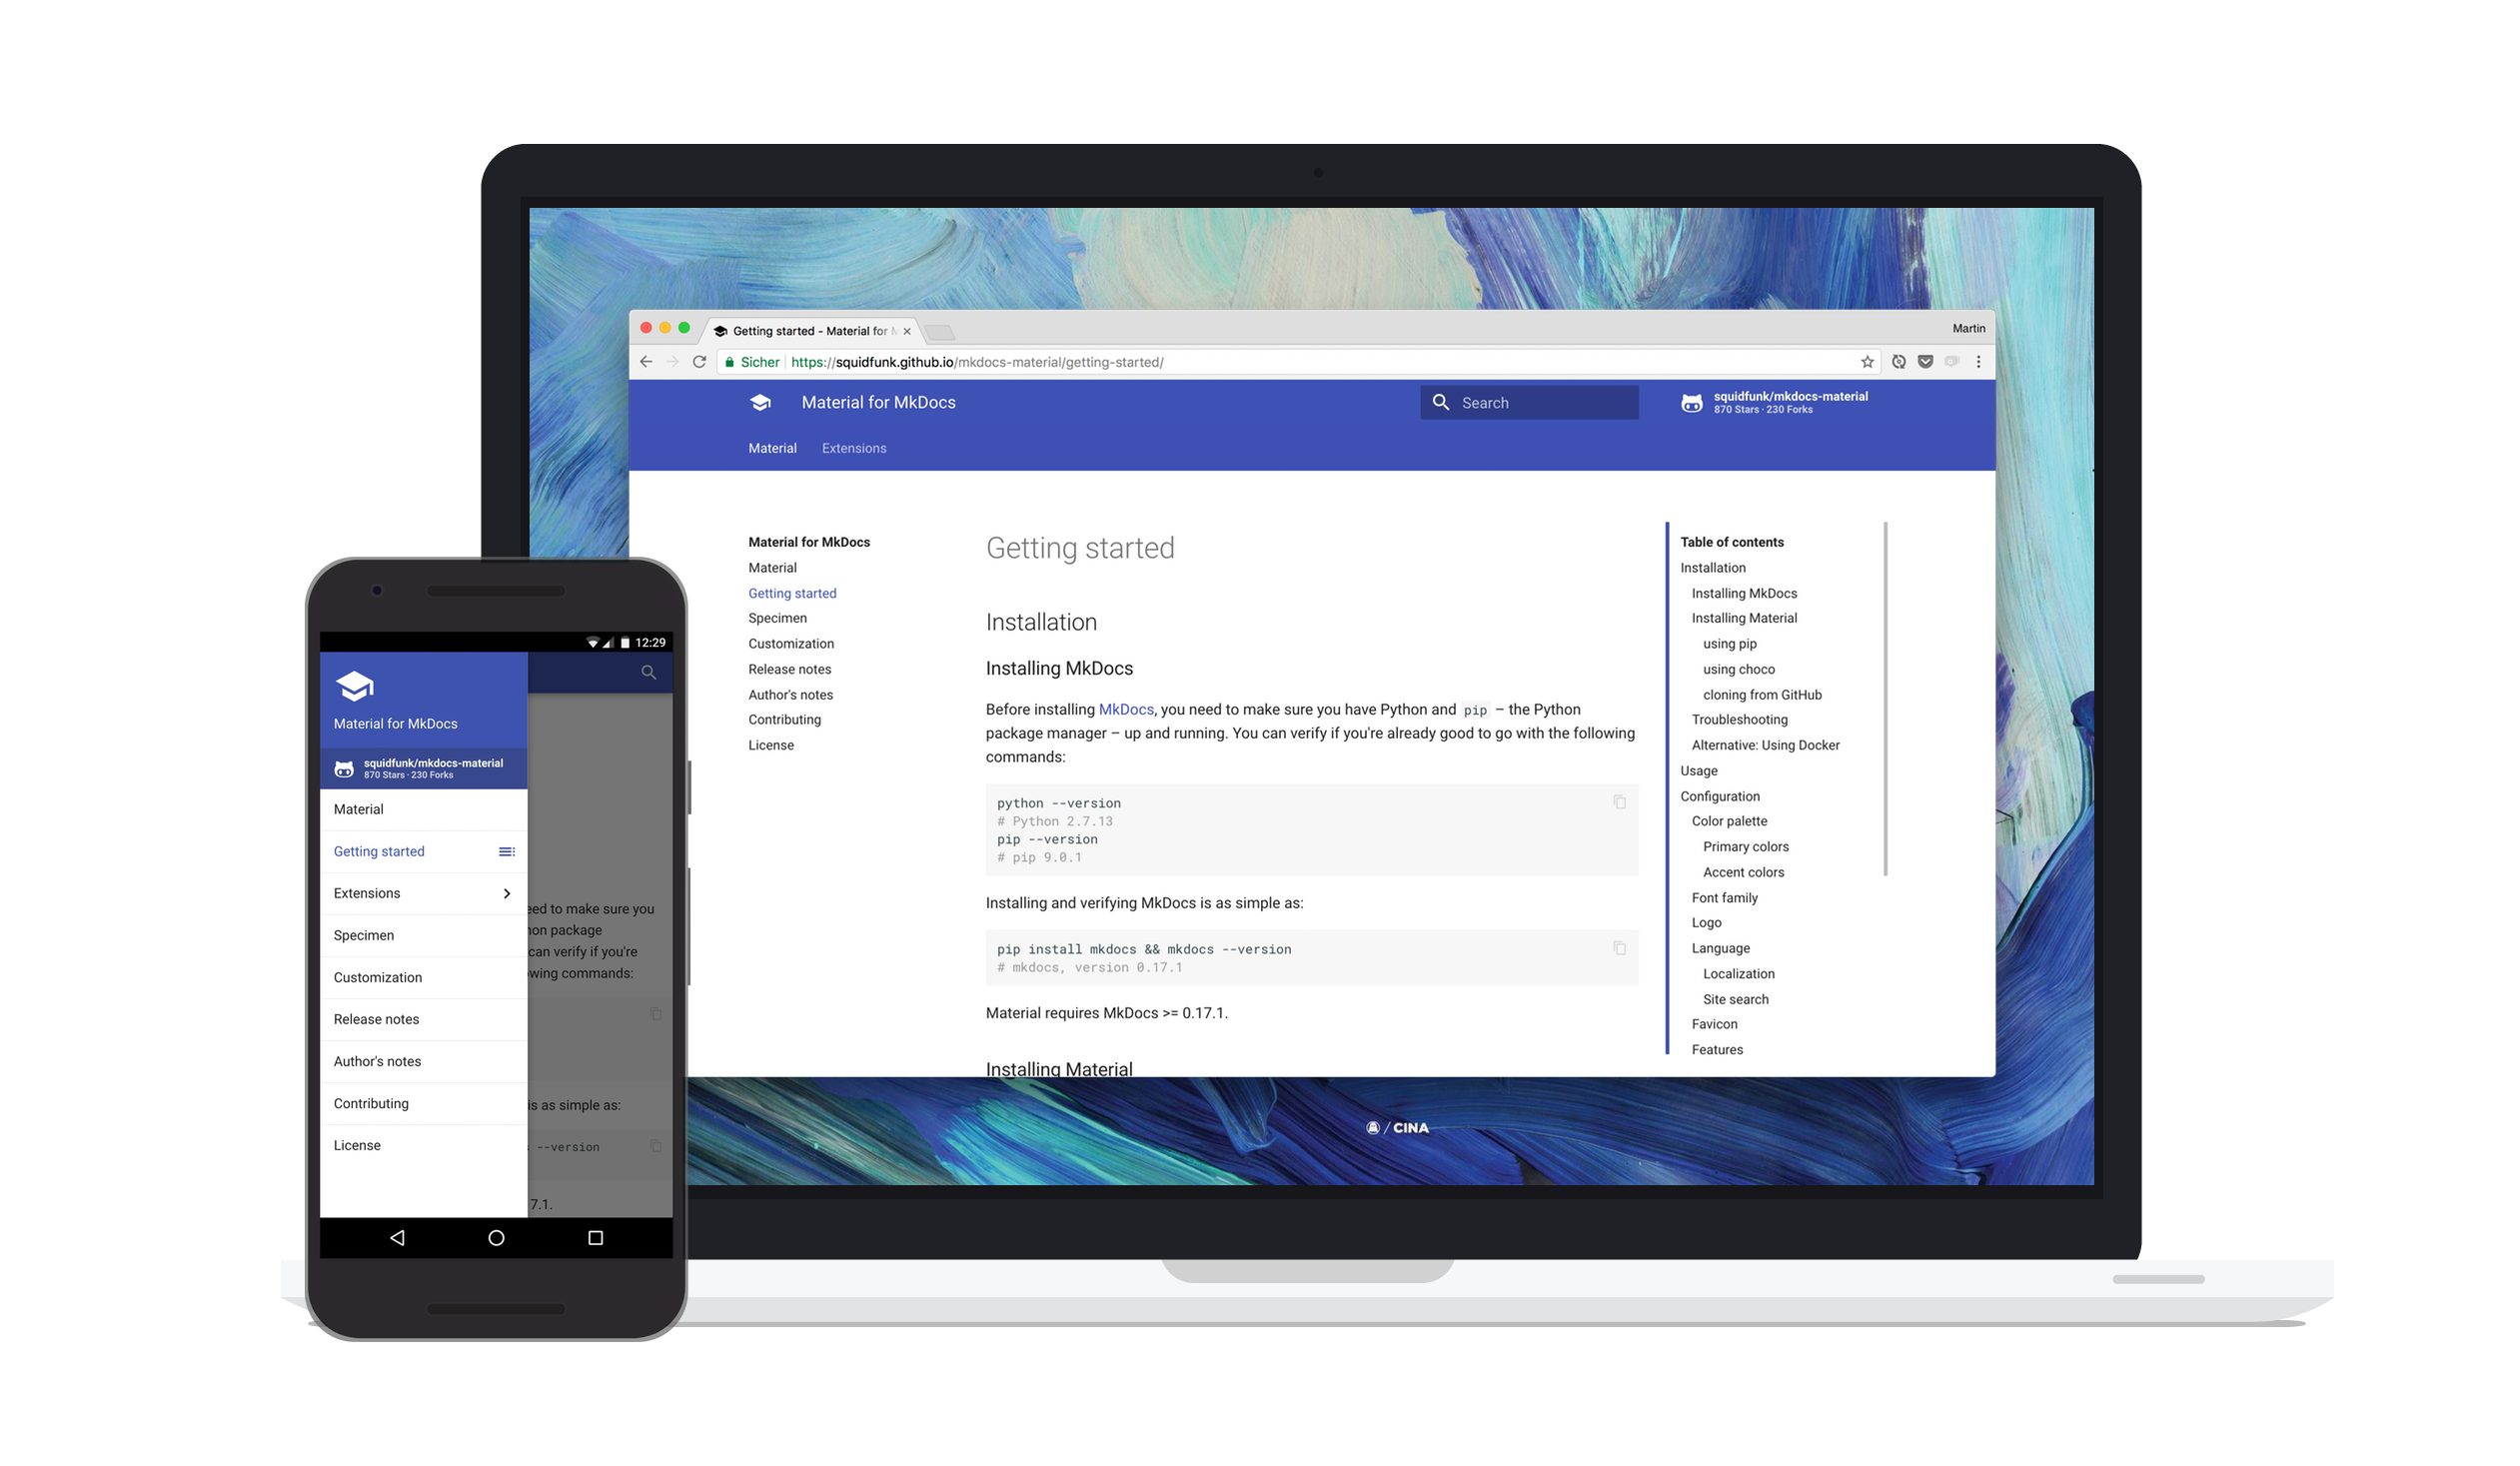 Getting started - Material for M
Martin
Sicher https://squidfunk.github.io/mkdocs-material/getting-started/
Material for MkDocs
Search
squidfunk/mkdocs-material
870 Stars · 230 Forks
Material Extensions
Material for MkDocs
Material
Getting started
Specimen
Customization
Release notes
Author's notes
Contributing
License
Getting started
Installation
Installing MkDocs
Before installing MkDocs, you need to make sure you have Python and pip – the Python
package manager – up and running. You can verify if you're already good to go with the following
commands:
python --version
# Python 2.7.13
pip --version
# pip 9.0.1
Installing and verifying MkDocs is as simple as:
pip install mkdocs && mkdocs --version
# mkdocs, version 0.17.1
Material requires MkDocs >= 0.17.1.
Installing Material
Table of contents
Installation
Installing MkDocs
Installing Material
using pip
using choco
cloning from GitHub
Troubleshooting
Alternative: Using Docker
Usage
Configuration
Color palette
Primary colors
Accent colors
Font family
Logo
Language
Localization
Site search
Favicon
Features
/ CINA
12:29
Material for MkDocs
squidfunk/mkdocs-material
870 Stars · 230 Forks
Material
Getting started
Extensions
Specimen
Customization
Release notes
Author's notes
Contributing
License
eed to make sure you
on package
can verify if you're
wing commands:
is as simple as:
--version
7.1.